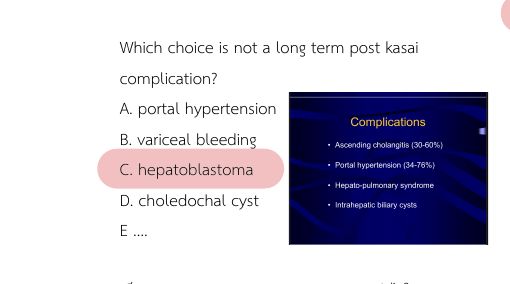 Which choice is not a long term post kasai
complication?
A. portal hypertension
B. variceal bleeding
C. hepatoblastoma
D. choledochal cyst
E ....
Complications
• Ascending cholangitis (30-60%)
• Portal hypertension (34-76%)
• Hepato-pulmonary syndrome
• Intrahepatic biliary cysts